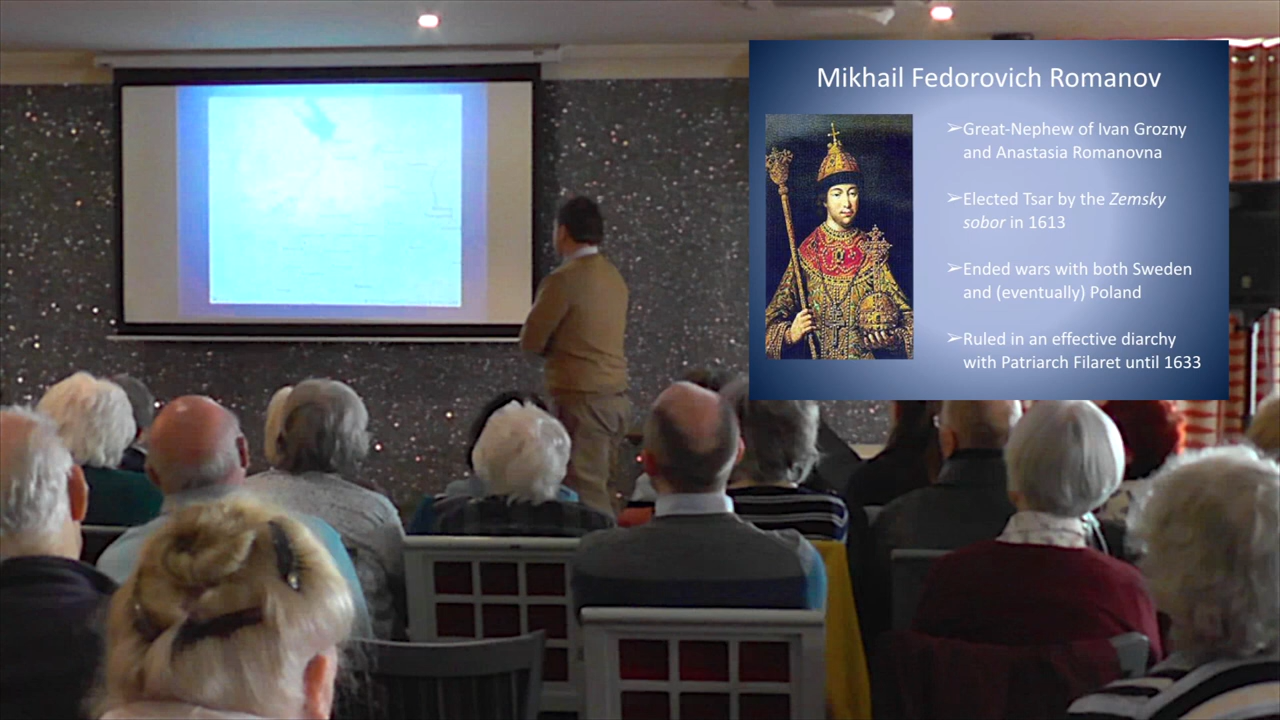 Mikhail Fedorovich Romanov
➢Great-Nephew of Ivan Grozny
and Anastasia Romanovna
➢Elected Tsar by the Zemsky
sobor in 1613
➢Ended wars with both Sweden
and (eventually) Poland
➢Ruled in an effective diarchy
with Patriarch Filaret until 1633